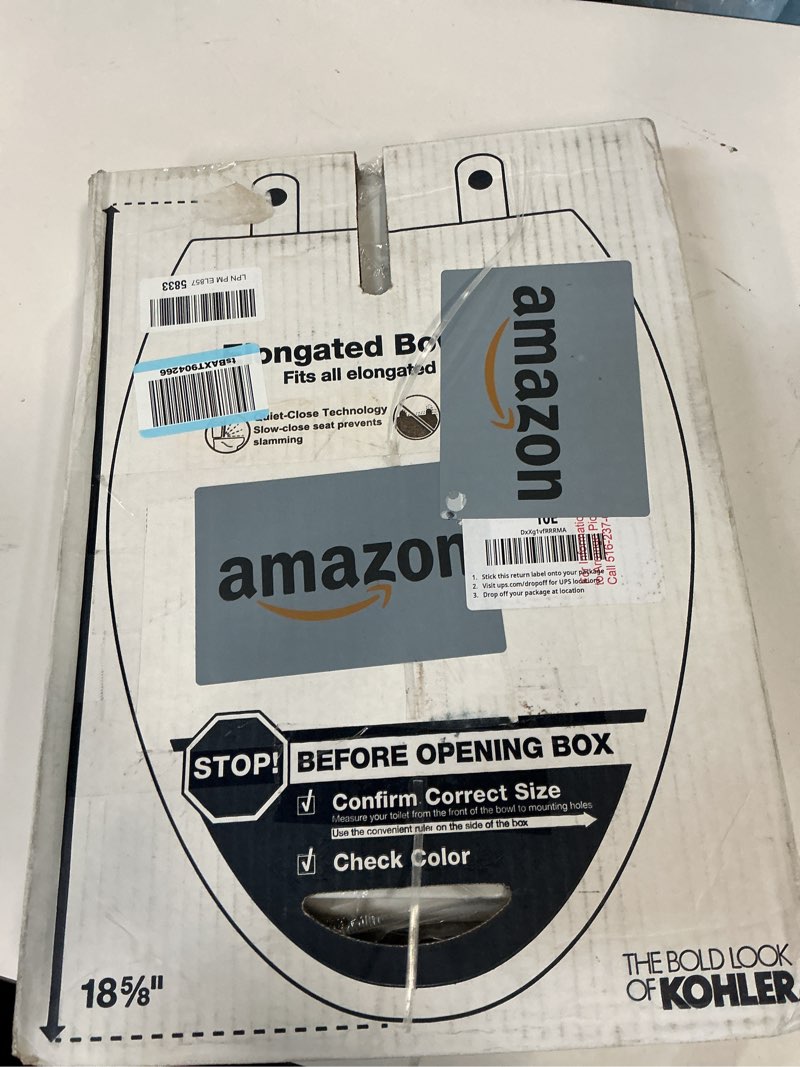 LPN PM EL857 5833
tsBAXT904266
Elongated Bo
Fits all elongated
Quiet-Close Technology
Slow-close seat prevents
slamming
amazon
amazon
DxXg1vfRRRMA
1. Stick this return label onto your package
2. Visit ups.com/dropoff for UPS locations
3. Drop off your package at location
Call 516-237-
STOP! BEFORE OPENING BOX
Confirm Correct Size
Measure your toilet from the front of the bowl to mounting holes
Use the convenient ruler on the side of the box
Check Color
18⅝"
THE BOLD LOOK
OF KOHLER